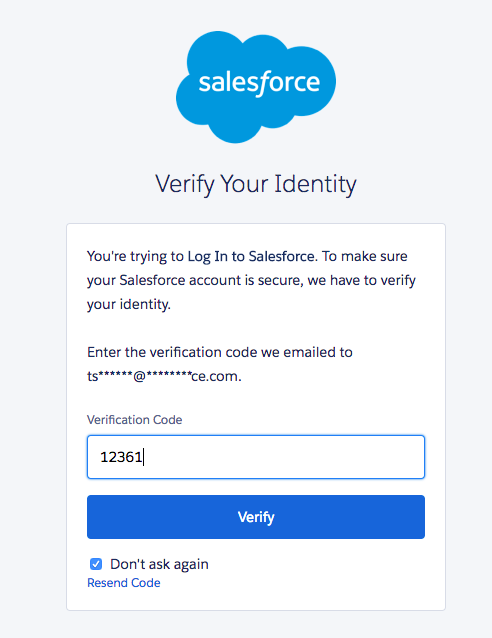 salesforce
Verify Your Identity
You're trying to Log In to Salesforce. To make sure
your Salesforce account is secure, we have to verify
your identity.
Enter the verification code we emailed to
ts******@********ce.com.
Verification Code
12361
Verify
Don't ask again
Resend Code